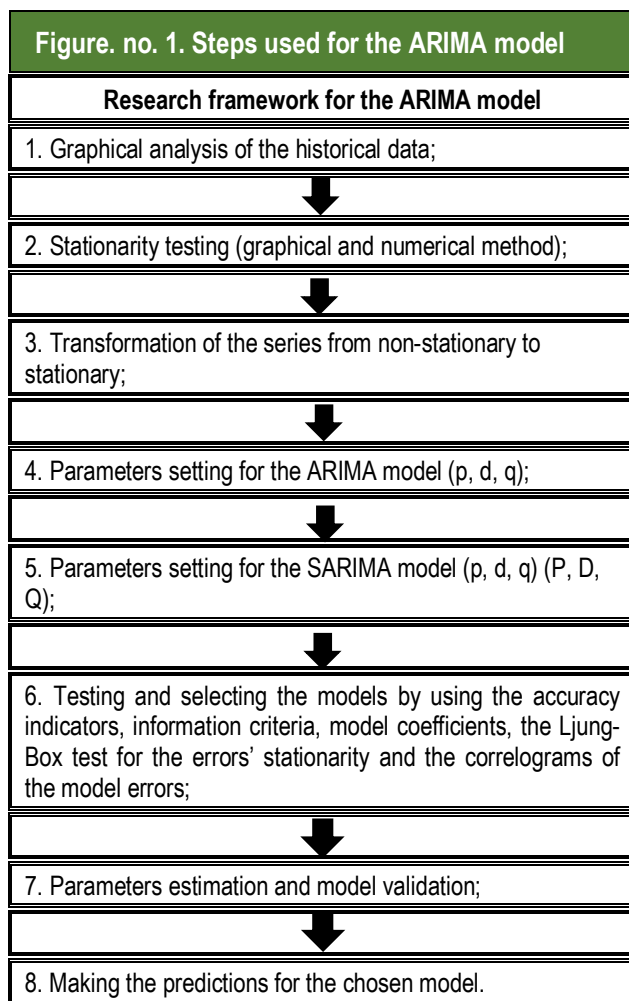 Figure. no. 1. Steps used for the ARIMA model
Research framework for the ARIMA model
1. Graphical analysis of the historical data;
2. Stationarity testing (graphical and numerical method);
3. Transformation of the series from non-stationary to
stationary;
4. Parameters setting for the ARIMA model (p, d, q);
5. Parameters setting for the SARIMA model (p, d, q) (P, D,
Q);
6. Testing and selecting the models by using the accuracy
indicators, information criteria, model coefficients, the Ljung-
Box test for the errors’ stationarity and the correlograms of
the model errors;
7. Parameters estimation and model validation;
8. Making the predictions for the chosen model.